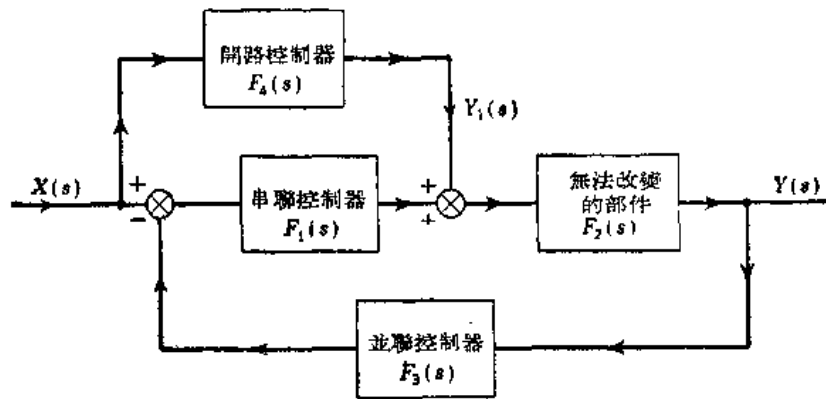 開路控制器
F₄(s)
Y₁(s)
X(s)
+
−
串聯控制器
F₁(s)
+
+
無法改變
的部件
F₂(s)
Y(s)
並聯控制器
F₃(s)